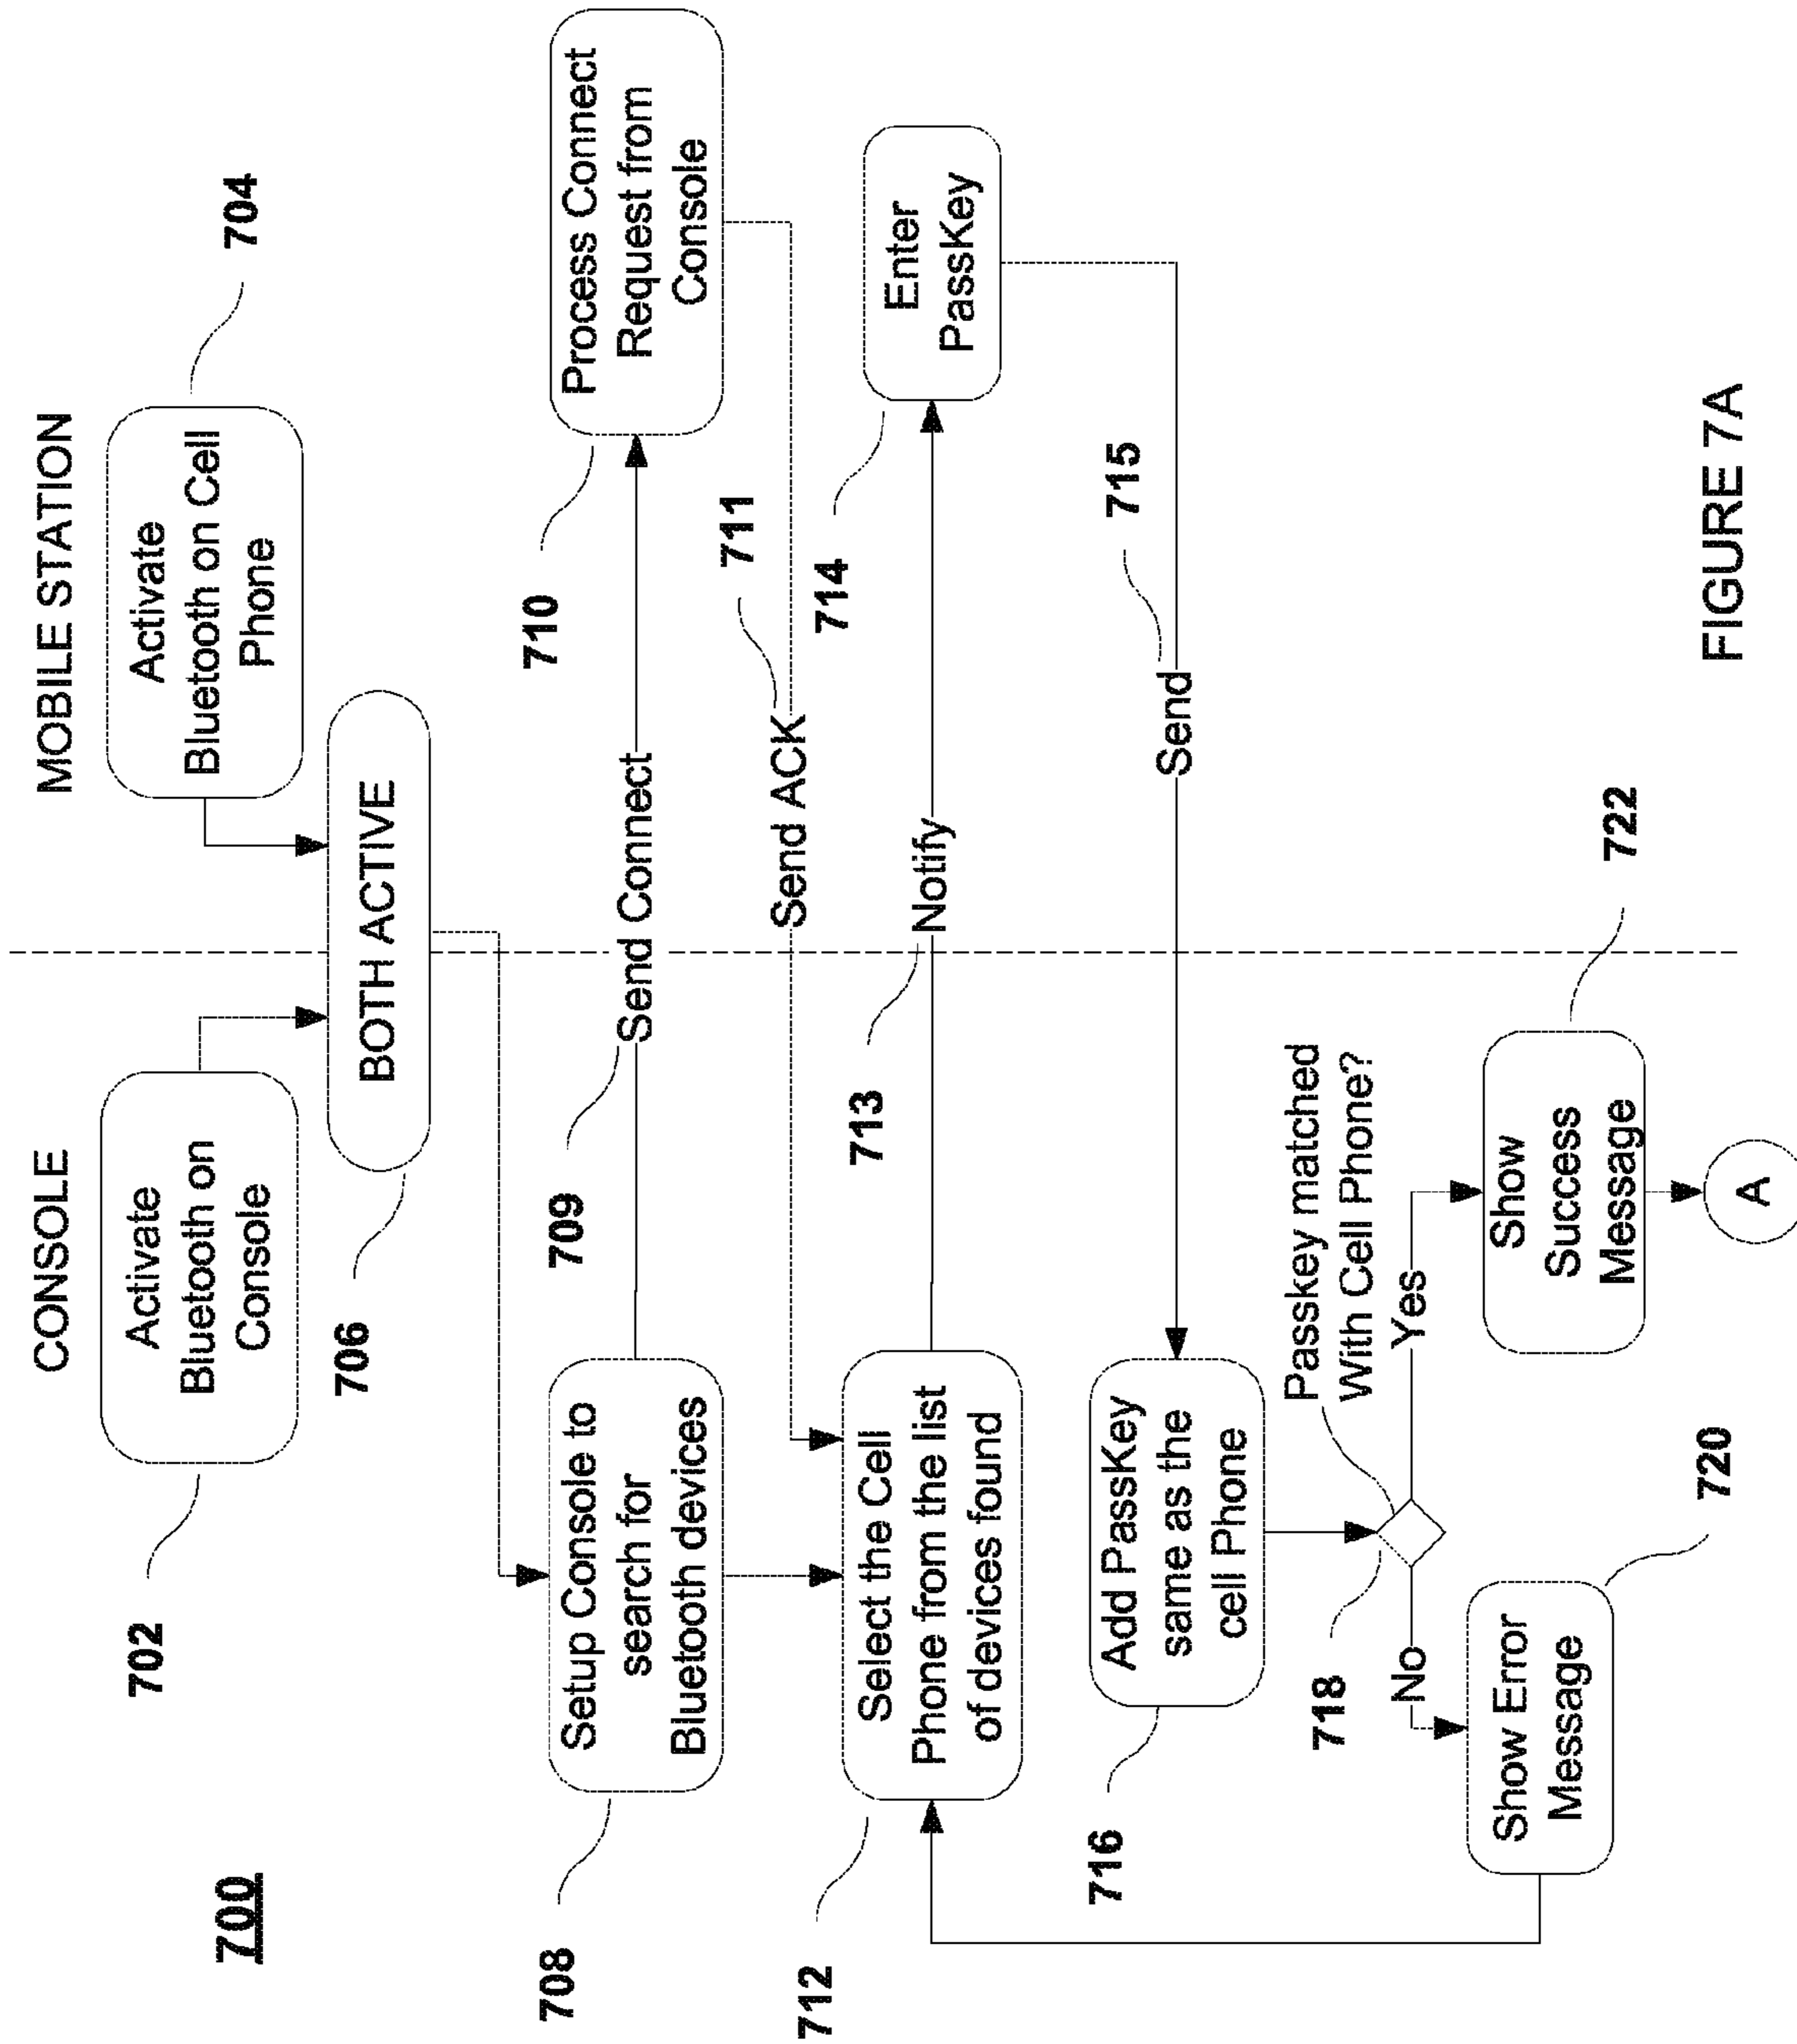 CONSOLE
MOBILE STATION
700
702
Activate
Bluetooth on
Console
Activate
Bluetooth on Cell
Phone
704
706
BOTH ACTIVE
708
Setup Console to
search for
Bluetooth devices
709
Send Connect
710
Process Connect
Request from
Console
711
Send ACK
712
Select the Cell
Phone from the list
of devices found
713
Notify
714
Enter
PassKey
715
Send
716
Add PassKey
same as the
cell Phone
718
Passkey matched
With Cell Phone?
No
Yes
Show Error
Message
720
Show
Success
Message
722
A
FIGURE 7A